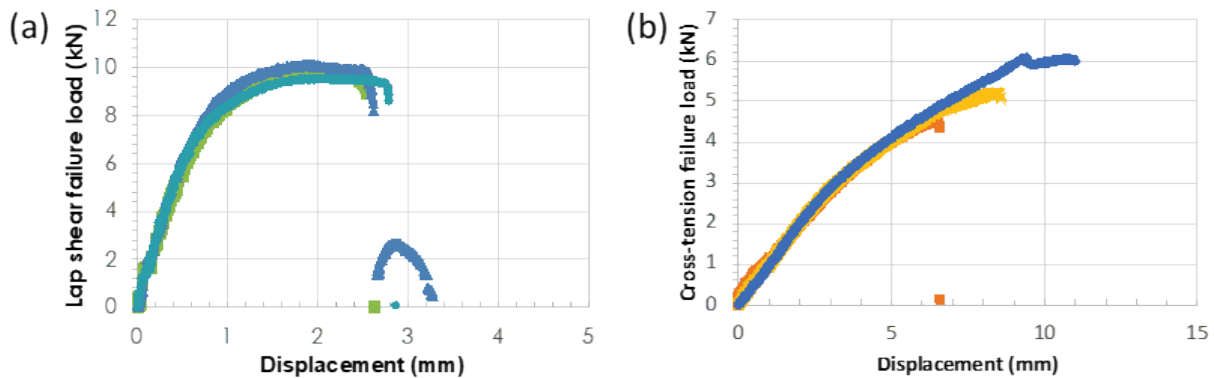 (a)
Lap shear failure load (kN)
12
10
8
6
4
2
0
0 1 2 3 4 5
Displacement (mm)
(b)
Cross-tension failure load (kN)
7
6
5
4
3
2
1
0
0 5 10 15
Displacement (mm)